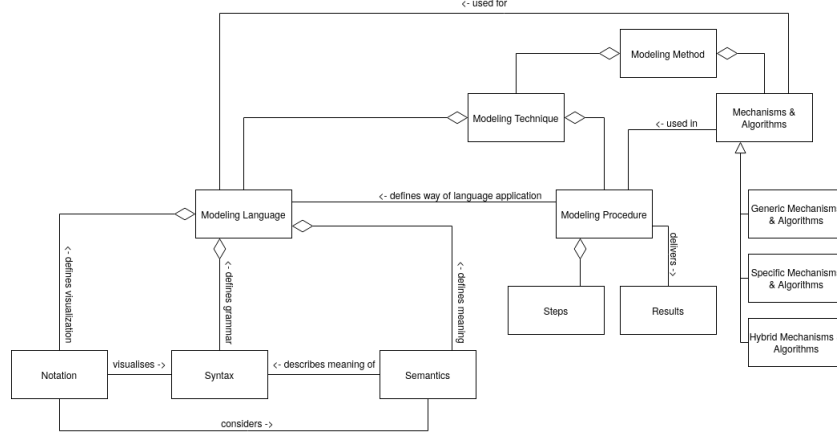 <- used for
Modeling Method
Modeling Technique
Mechanisms &
Algorithms
<- used in
Modeling Language
<- defines way of language application
Modeling Procedure
Generic Mechanism
& Algorithms
<- defines visualization
<- defines grammar
<- defines meaning
delivers ->
Specific Mechanism
& Algorithms
Steps
Results
Hybrid Mechanisms
Algorithms
Notation
visualises ->
Syntax
<- describes meaning of
Semantics
considers ->